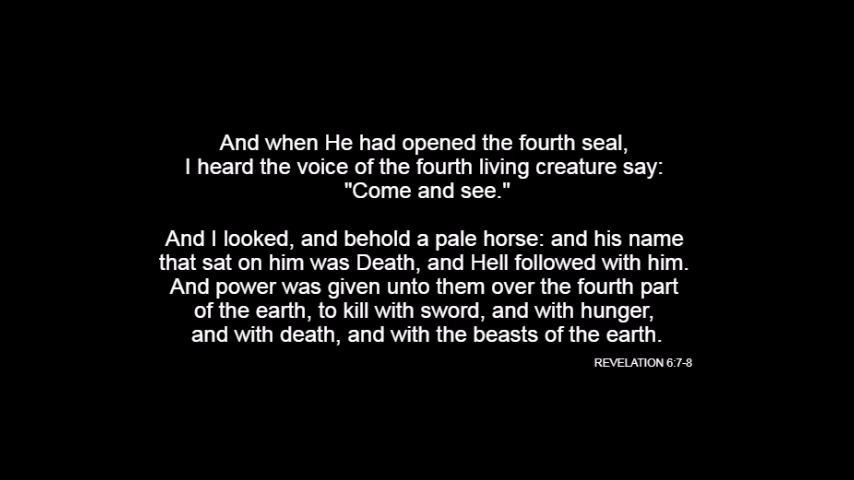 And when He had opened the fourth seal,
I heard the voice of the fourth living creature say:
"Come and see."
And I looked, and behold a pale horse: and his name
that sat on him was Death, and Hell followed with him.
And power was given unto them over the fourth part
of the earth, to kill with sword, and with hunger,
and with death, and with the beasts of the earth.
REVELATION 6:7-8